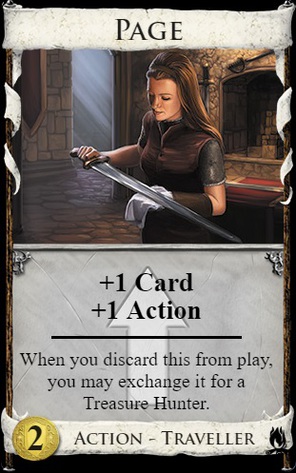 PAGE
+1 Card
+1 Action
When you discard this from play,
you may exchange it for a
Treasure Hunter.
2 ACTION - TRAVELLER